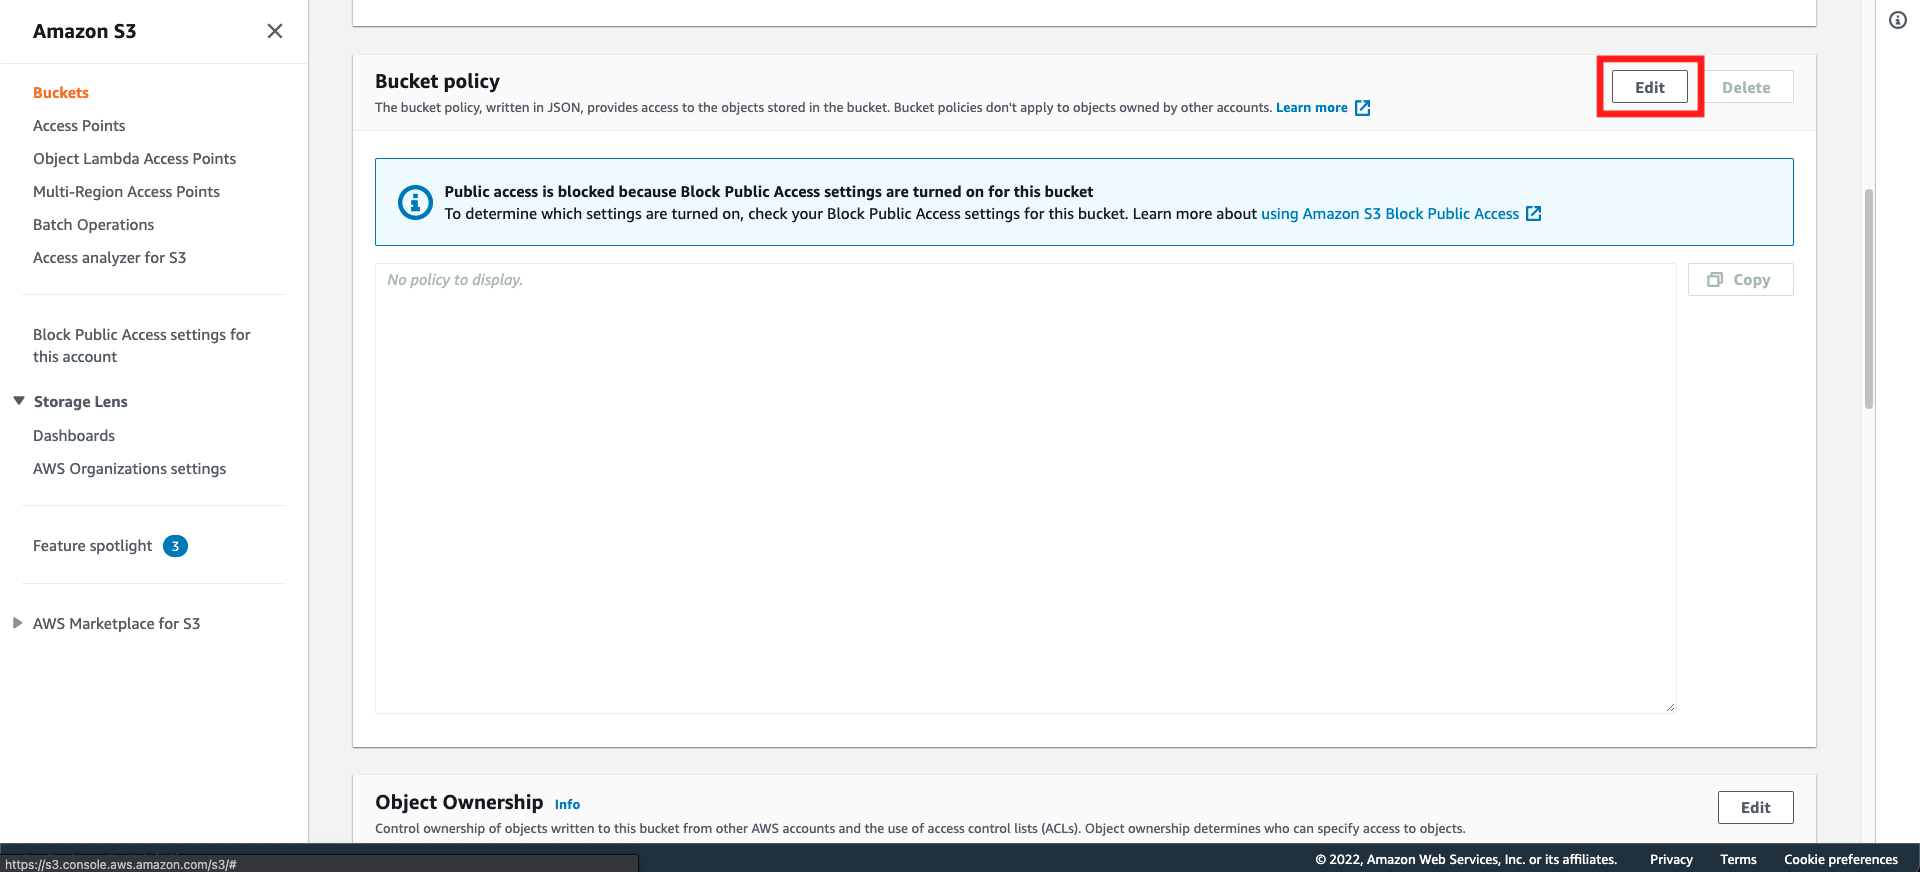 Amazon S3
Buckets
Access Points
Object Lambda Access Points
Multi-Region Access Points
Batch Operations
Access analyzer for S3
Block Public Access settings for
this account
Storage Lens
Dashboards
AWS Organizations settings
Feature spotlight 3
AWS Marketplace for S3
Bucket policy
Edit
Delete
The bucket policy, written in JSON, provides access to the objects stored in the bucket. Bucket policies don't apply to objects owned by other accounts. Learn more
Public access is blocked because Block Public Access settings are turned on for this bucket
To determine which settings are turned on, check your Block Public Access settings for this bucket. Learn more about using Amazon S3 Block Public Access
No policy to display.
Copy
Object Ownership Info
Edit
Control ownership of objects written to this bucket from other AWS accounts and the use of access control lists (ACLs). Object ownership determines who can specify access to objects.
https://s3.console.aws.amazon.com/s3/#
© 2022, Amazon Web Services, Inc. or its affiliates. Privacy Terms Cookie preferences